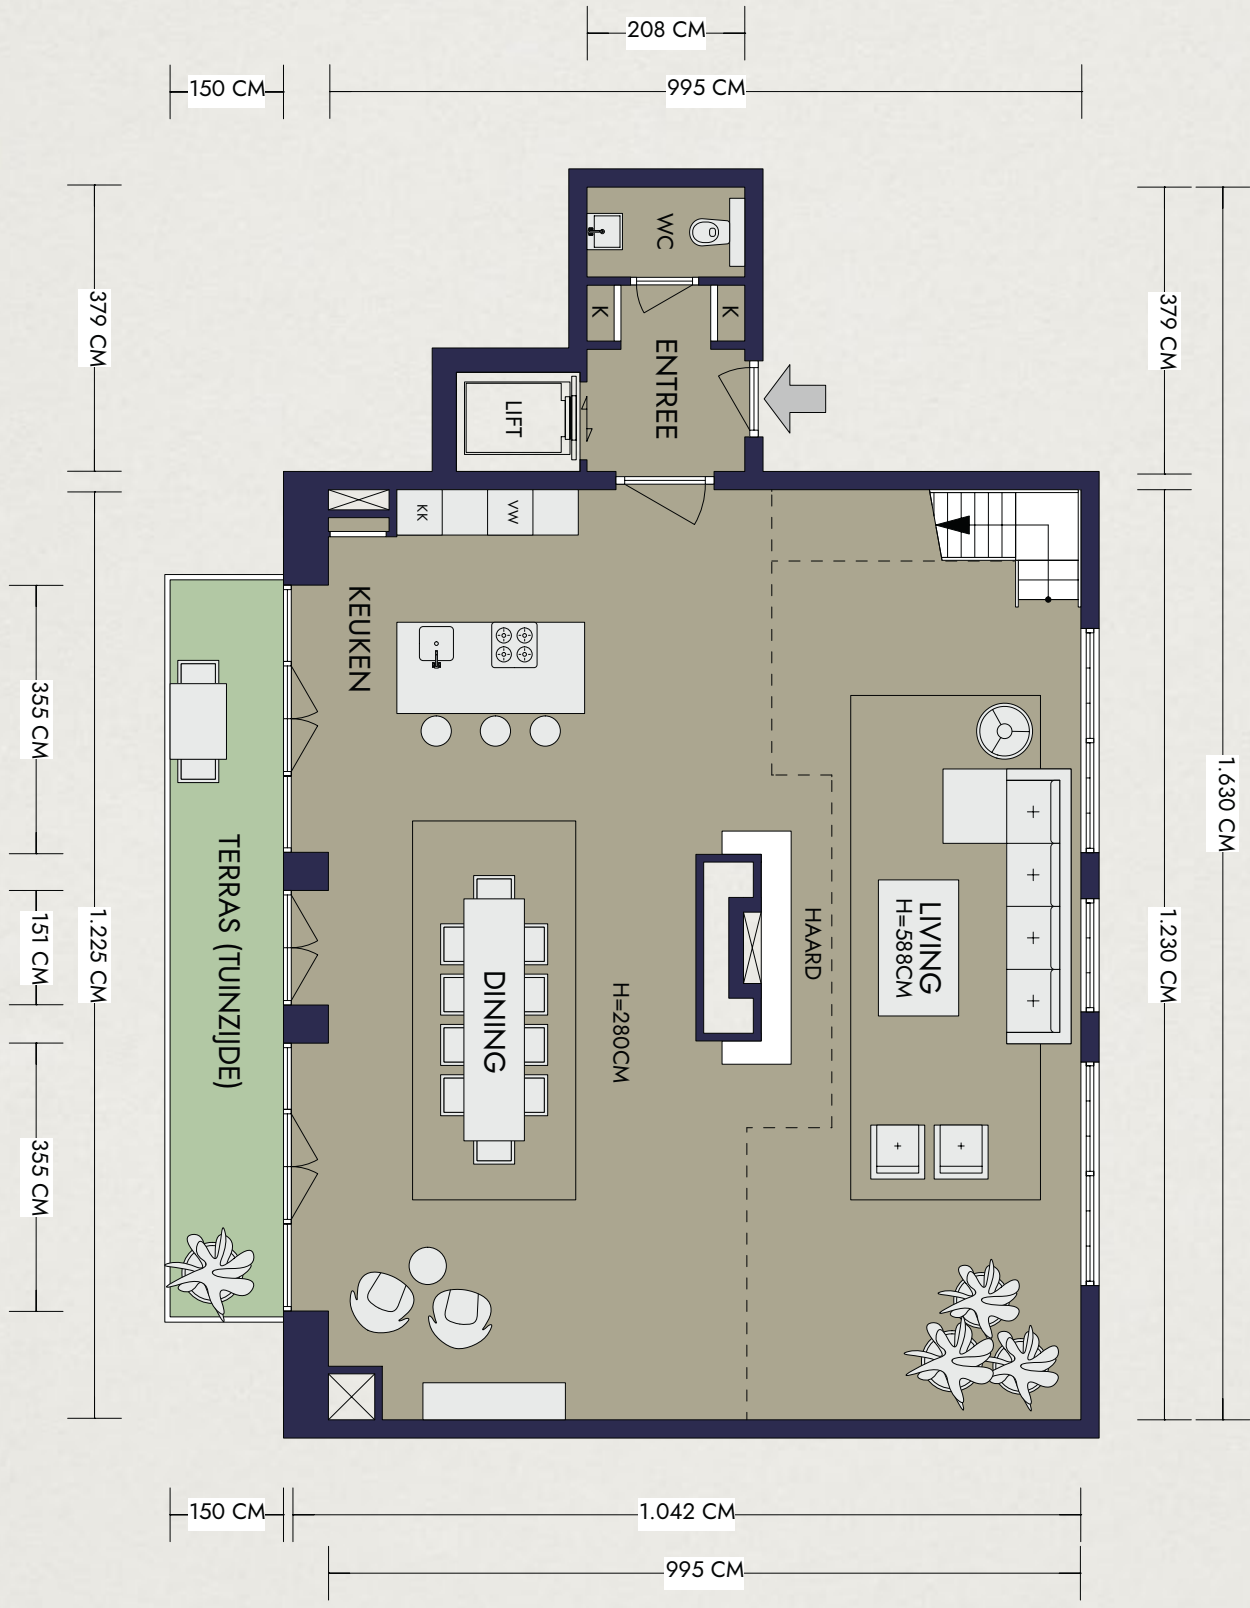 208 CM
150 CM
995 CM
379 CM
379 CM
WC
K
K
ENTREE
LIFT
KK
VW
KEUKEN
355 CM
1.630 CM
TERRAS (TUINZIJDE)
151 CM
1.225 CM
DINING
H=280CM
HAARD
LIVING
H=588CM
1.230 CM
355 CM
150 CM
1.042 CM
995 CM